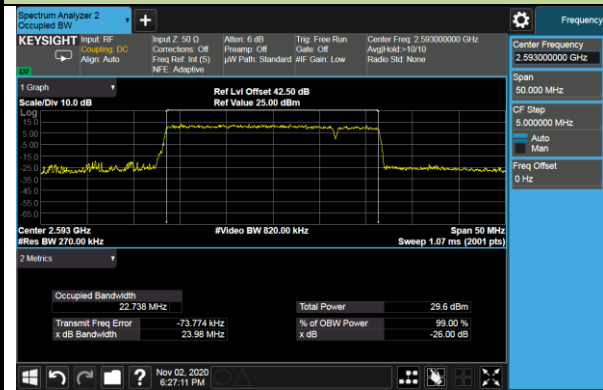 Spectrum Analyzer 2
Occupied BW
Frequency
KEYSIGHT
Input: RF
Coupling: DC
Align: Auto
Input Z: 50 Ω
Corrections: Off
Freq Ref: Int (S)
NFE: Adaptive
Atten: 6 dB
Preamp: Off
µW Path: Standard
Trig: Free Run
Gate: Off
#IF Gain: Low
Center Freq: 2.593000000 GHz
Avg|Hold:>10/10
Radio Std: None
Center Frequency
2.593000000 GHz
Span
50.000 MHz
CF Step
5.000000 MHz
Auto
Man
Freq Offset
0 Hz
1 Graph
Scale/Div 10.0 dB
Ref Lvl Offset 42.50 dB
Ref Value 25.00 dBm
Log
15.0
5.00
-5.00
-15.0
-25.0
-35.0
-45.0
-55.0
-65.0
Center 2.593 GHz
#Res BW 270.00 kHz
#Video BW 820.00 kHz
Span 50 MHz
Sweep 1.07 ms (2001 pts)
2 Metrics
Occupied Bandwidth
22.738 MHz
Total Power
29.6 dBm
Transmit Freq Error
-73.774 kHz
% of OBW Power
99.00 %
x dB Bandwidth
23.98 MHz
x dB
-26.00 dB
?
Nov 02, 2020
6:27:11 PM